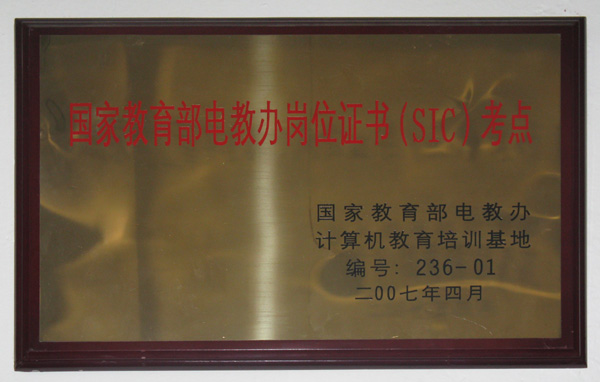 国家教育部电教办岗位证书(SIC)考点
国家教育部电教办
计算机教育培训基地
编号: 236-01
二00七年四月